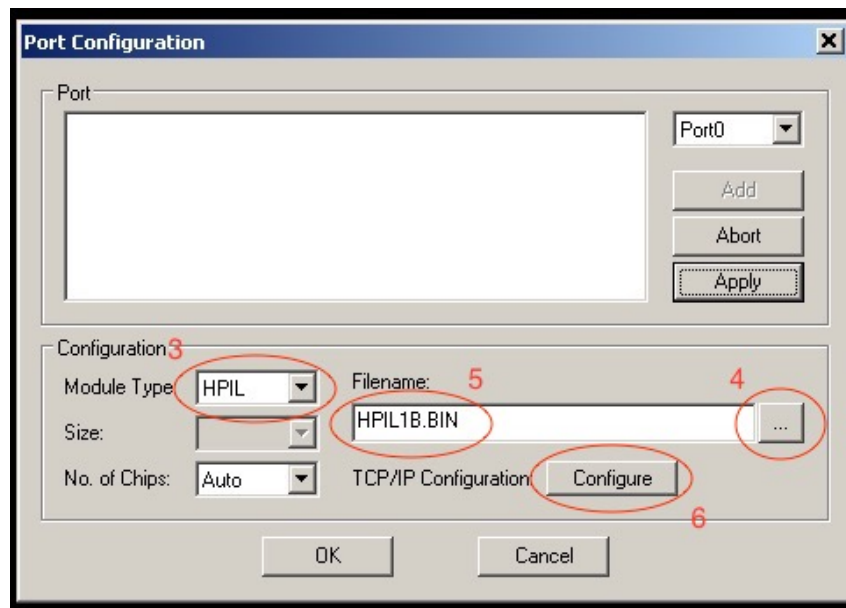 Port Configuration
Port
Port0
Add
Abort
Apply
Configuration 3
Module Type HPIL
Filename: 5
4
HPIL1B.BIN
...
Size:
No. of Chips: Auto
TCP/IP Configuration: Configure
6
OK
Cancel